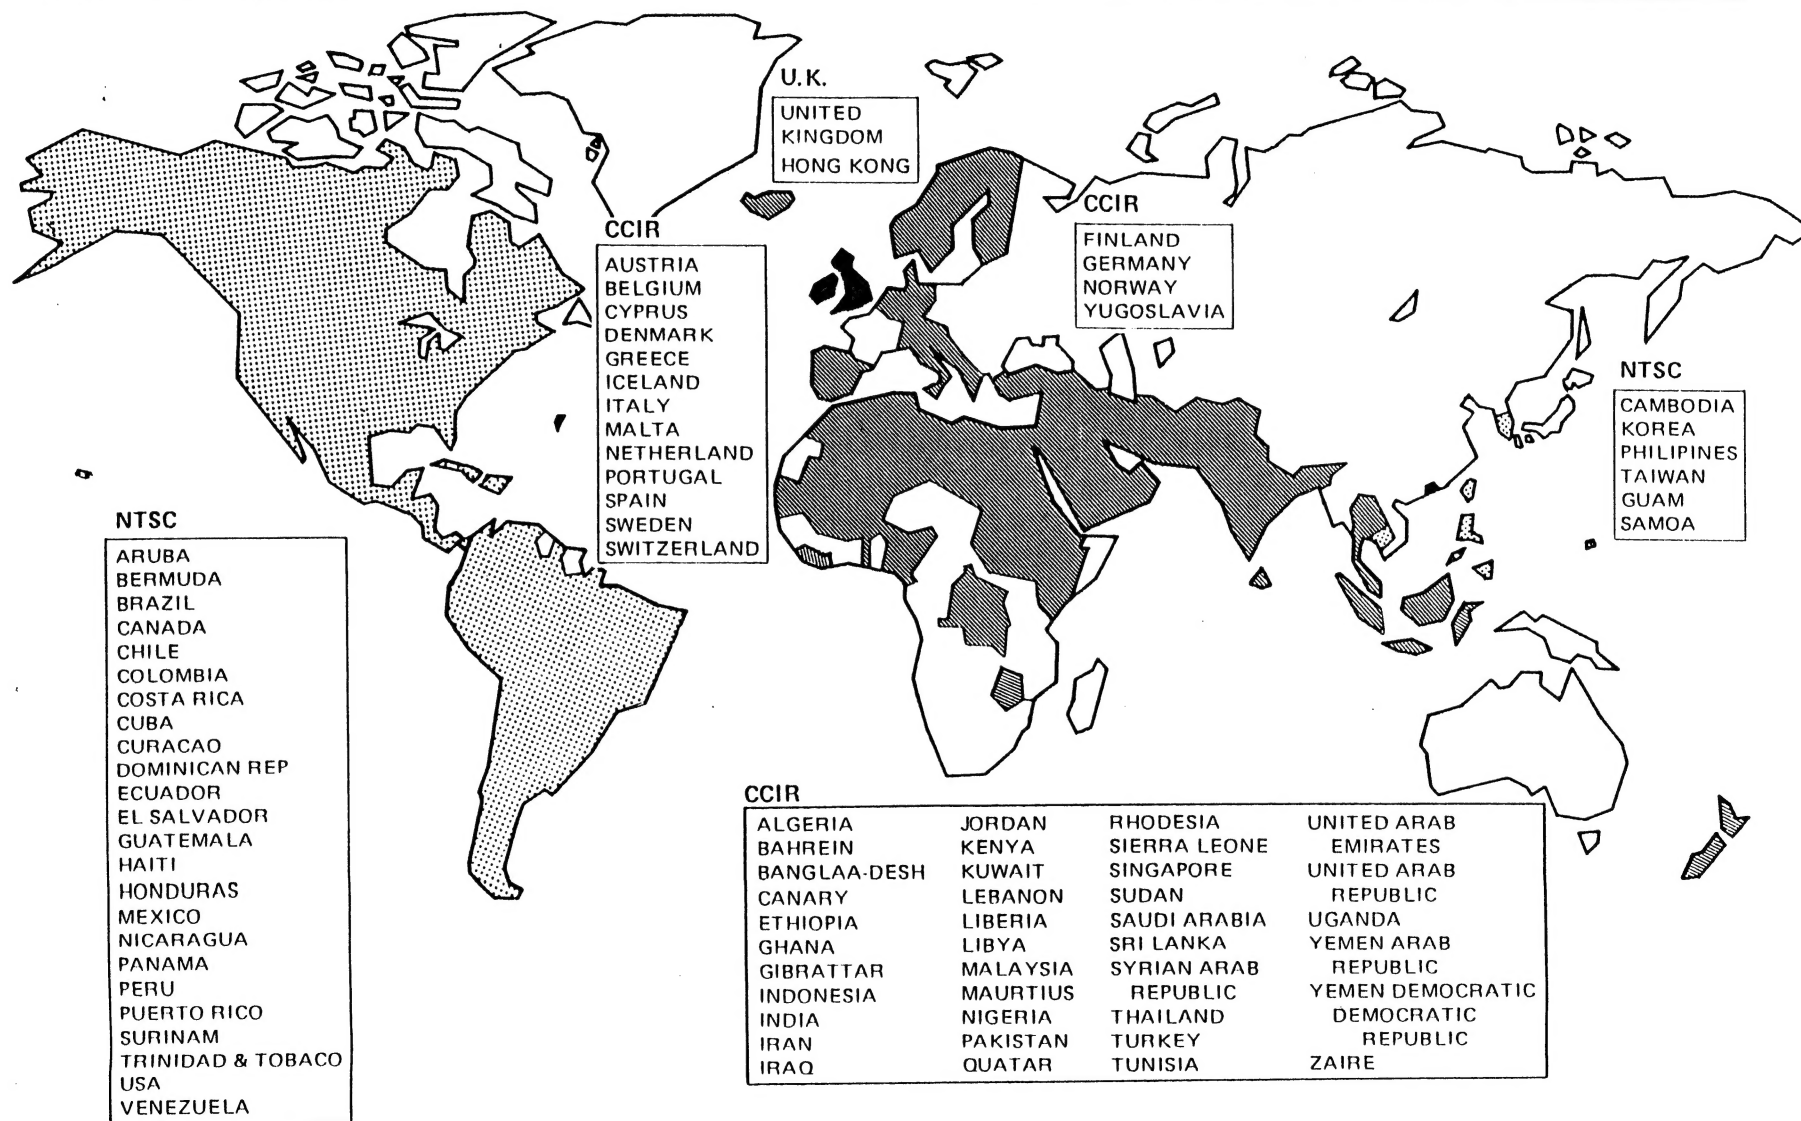 U.K.
UNITED
KINGDOM
HONG KONG
CCIR
AUSTRIA
BELGIUM
CYPRUS
DENMARK
GREECE
ICELAND
ITALY
MALTA
NETHERLAND
PORTUGAL
SPAIN
SWEDEN
SWITZERLAND
CCIR
FINLAND
GERMANY
NORWAY
YUGOSLAVIA
NTSC
CAMBODIA
KOREA
PHILIPINES
TAIWAN
GUAM
SAMOA
NTSC
ARUBA
BERMUDA
BRAZIL
CANADA
CHILE
COLOMBIA
COSTA RICA
CUBA
CURACAO
DOMINICAN REP
ECUADOR
EL SALVADOR
GUATEMALA
HAITI
HONDURAS
MEXICO
NICARAGUA
PANAMA
PERU
PUERTO RICO
SURINAM
TRINIDAD & TOBACO
USA
VENEZUELA
CCIR
ALGERIA
BAHREIN
BANGLAA-DESH
CANARY
ETHIOPIA
GHANA
GIBRATTAR
INDONESIA
INDIA
IRAN
IRAQ
JORDAN
KENYA
KUWAIT
LEBANON
LIBERIA
LIBYA
MALAYSIA
MAURTIUS
NIGERIA
PAKISTAN
QUATAR
RHODESIA
SIERRA LEONE
SINGAPORE
SUDAN
SAUDI ARABIA
SRI LANKA
SYRIAN ARAB
REPUBLIC
THAILAND
TURKEY
TUNISIA
UNITED ARAB
EMIRATES
UNITED ARAB
REPUBLIC
UGANDA
YEMEN ARAB
REPUBLIC
YEMEN DEMOCRATIC
DEMOCRATIC
REPUBLIC
ZAIRE